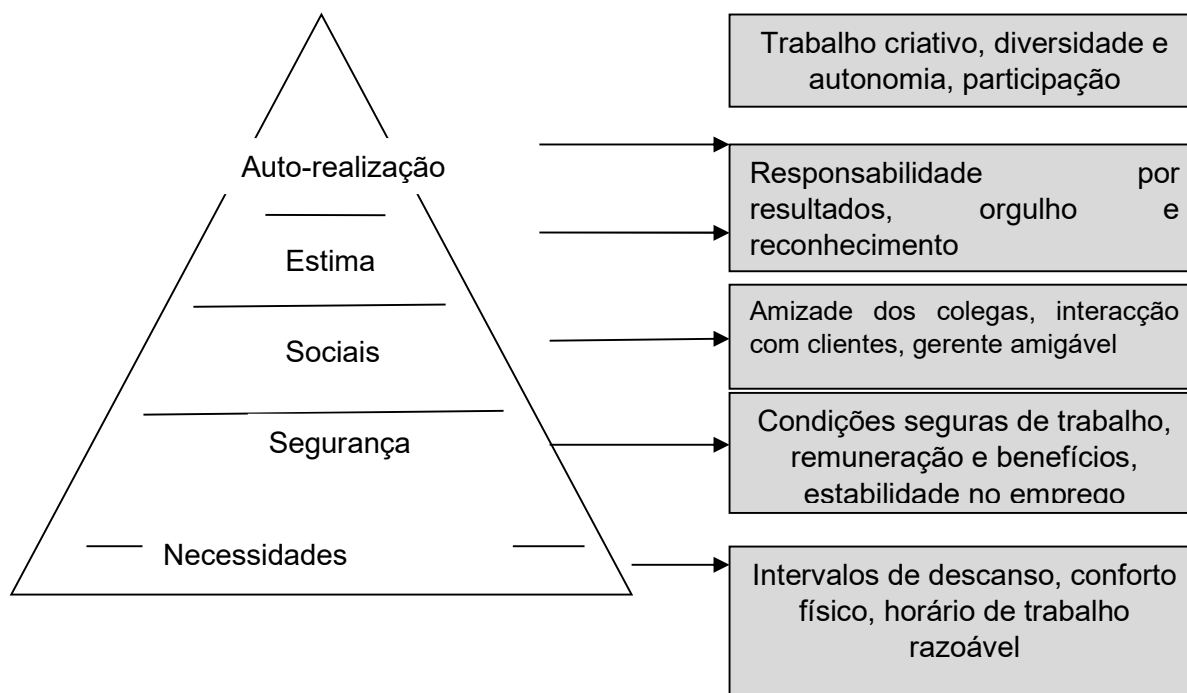 Trabalho criativo, diversidade e
autonomia, participação
Auto-realização
Responsabilidade por
resultados, orgulho e
reconhecimento
Estima
Amizade dos colegas, interacção
com clientes, gerente amigável
Sociais
Condições seguras de trabalho,
remuneração e benefícios,
estabilidade no emprego
Segurança
Necessidades
Intervalos de descanso, conforto
físico, horário de trabalho
razoável